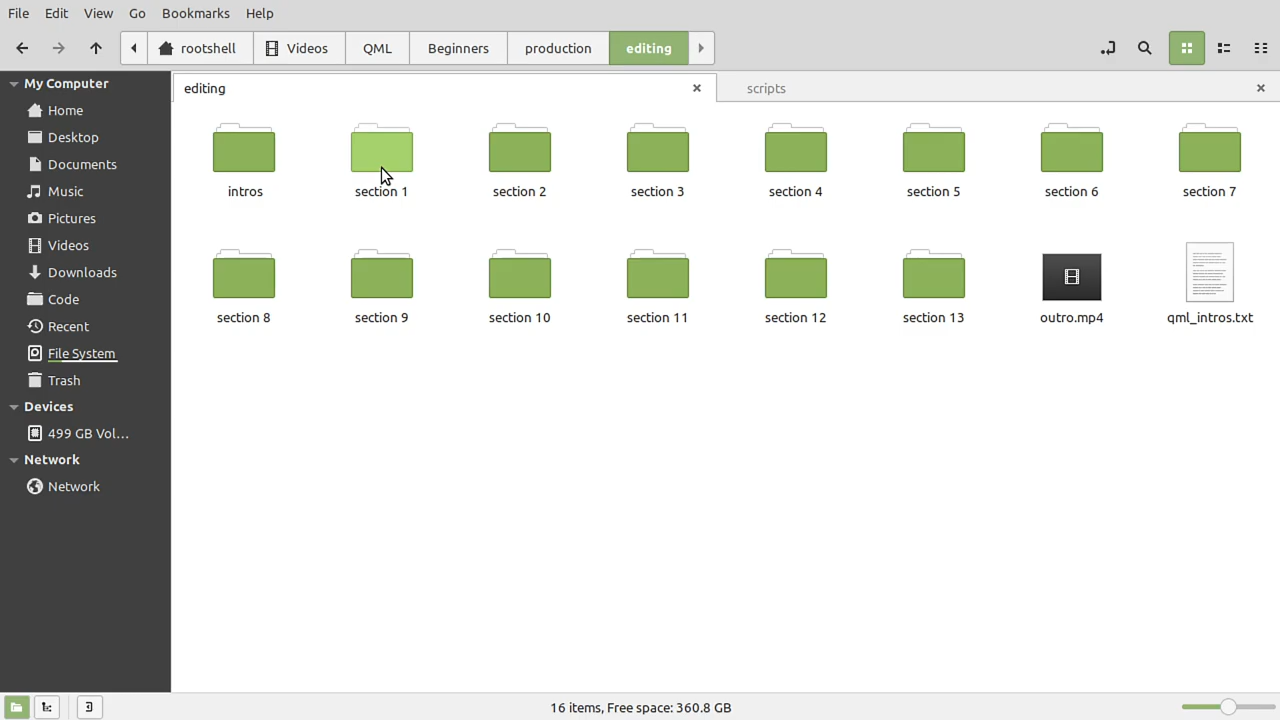 File Edit View Go Bookmarks Help
rootshell Videos QML Beginners production editing
My Computer
Home
Desktop
Documents
Music
Pictures
Videos
Downloads
Code
Recent
File System
Trash
Devices
499 GB Vol...
Network
Network
editing scripts
intros section 1 section 2 section 3 section 4 section 5 section 6 section 7
section 8 section 9 section 10 section 11 section 12 section 13 outro.mp4 qml_intros.txt
16 items, Free space: 360.8 GB